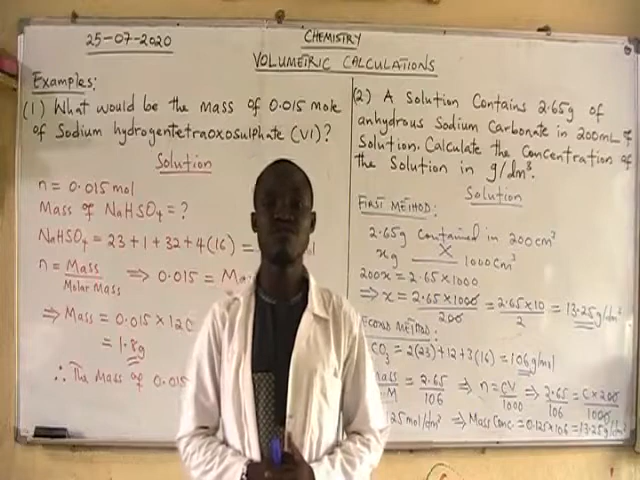 25-07-2020
CHEMISTRY
VOLUMETRIC CALCULATIONS
Examples:
(1) What would be the mass of 0.015 mole
of Sodium hydrogentetraoxosulphate (VI)?
Solution
n = 0.015 mol
Mass of NaHSO₄ = ?
NaHSO₄ = 23 + 1 + 32 + 4(16) =
n = Mass
Molar Mass
⇒ 0.015 =
⇒ Mass = 0.015 × 120
= 1.8g
∴ The Mass of 0.015
(2) A Solution Contains 2.65g of
anhydrous Sodium Carbonate in 200mL of
Solution. Calculate the Concentration of
the Solution in g/dm³.
Solution
FIRST METHOD:
2.65g contained in 200cm³
xg 1000cm³
200x = 2.65 × 1000
⇒ x = 2.65 × 1000 / 200 = 2.65 × 10 / 2 = 13.25g/dm³
METHOD:
CO₃ = 2(23) + 12 + 3(16) = 106g/mol
= 2.65 / 106 ⇒ n = CV / 1000 ⇒ 2.65 / 106 = C × 200 / 1000
125 mol/dm³ ⇒ Mass Conc. = 0.125 × 106 = 13.25g/dm³